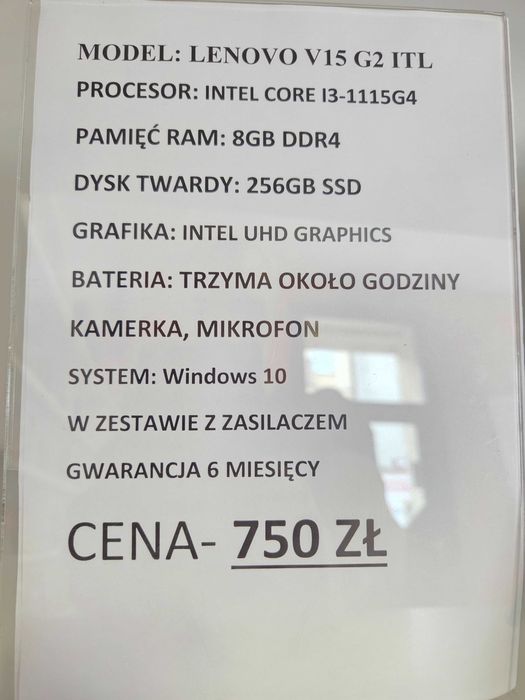 MODEL: LENOVO V15 G2 ITL
PROCESOR: INTEL CORE I3-1115G4
PAMIĘĆ RAM: 8GB DDR4
DYSK TWARDY: 256GB SSD
GRAFIKA: INTEL UHD GRAPHICS
BATERIA: TRZYMA OKOŁO GODZINY
KAMERKA, MIKROFON
SYSTEM: Windows 10
W ZESTAWIE Z ZASILACZEM
GWARANCJA 6 MIESIĘCY
CENA- 750 ZŁ